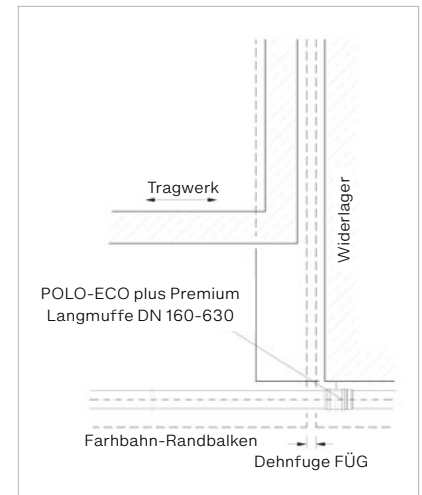 Tragwerk
Widerlager
POLO-ECO plus Premium
Langmuffe DN 160-630
Farhbahn-Randbalken
Dehnfuge FÜG